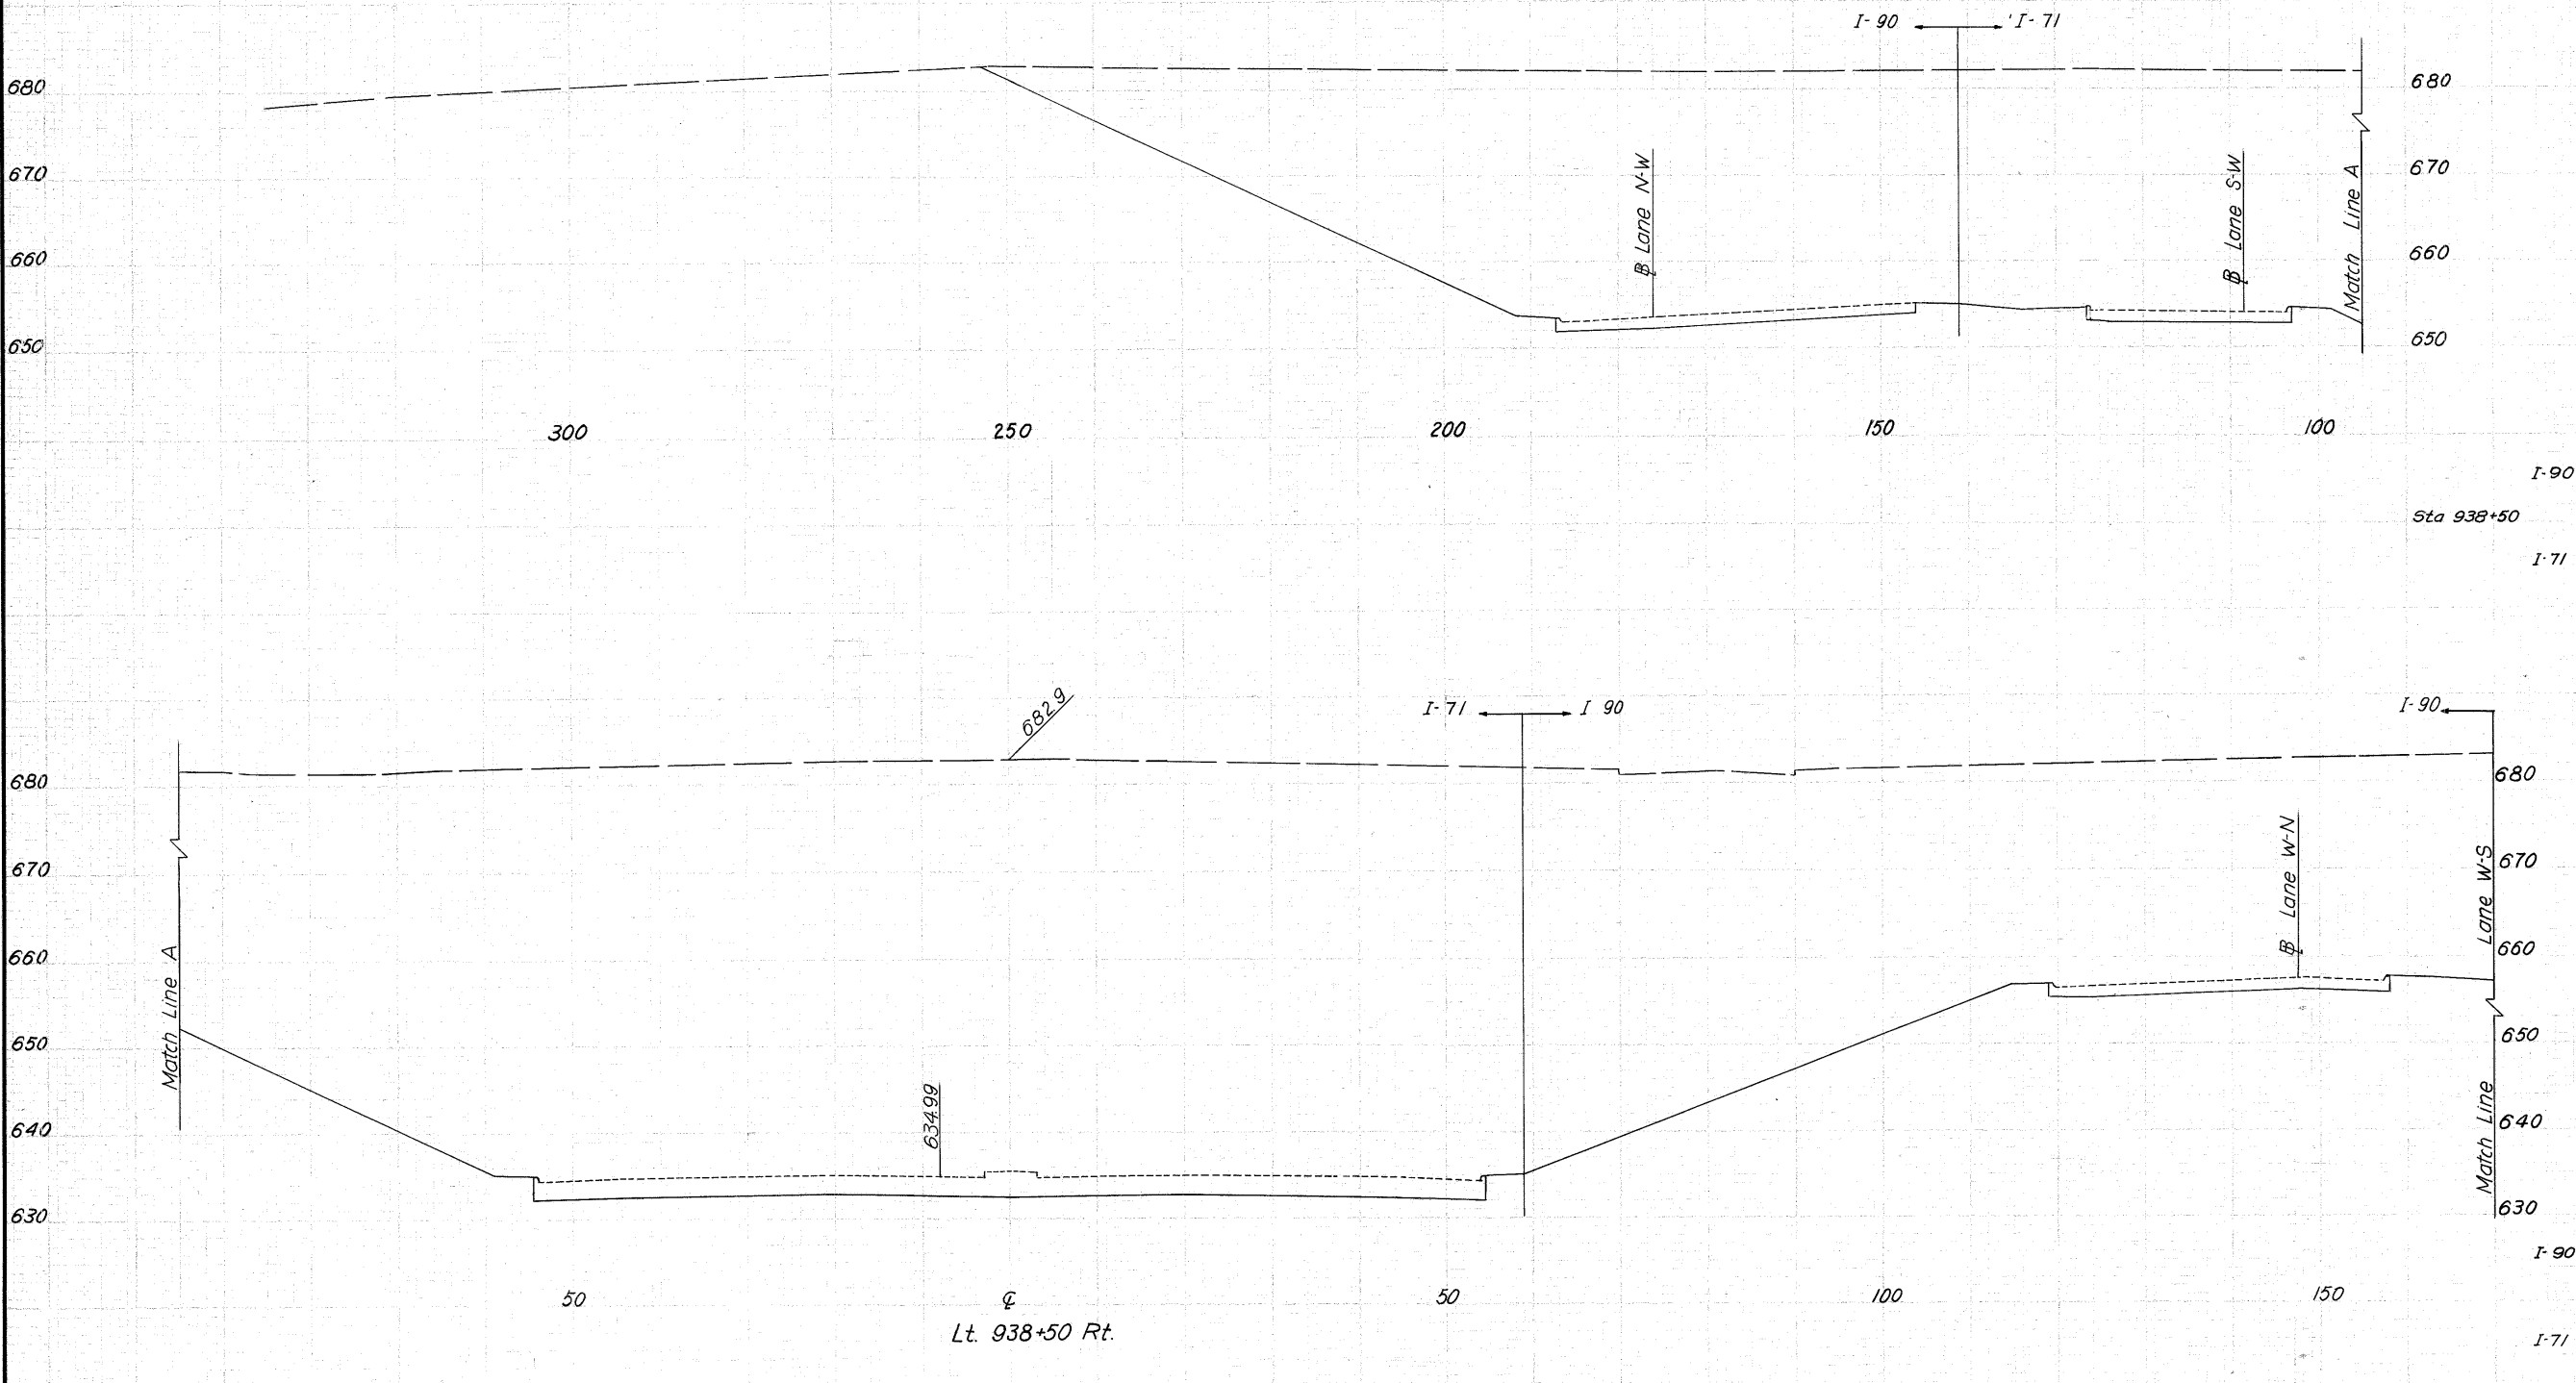 I-90 I-71
680 680
670 670
660 660
650 650
Lane N-W
Lane S-W
Match Line A
300 250 200 150 100
I-90
Sta 938+50
I-71
I-71 I 90
I-90
682.9
680 680
670 670
660 660
650 650
640 640
630 630
Match Line A
634.99
Lane W-N
Match Line Lane W-S
I-90
50 ℄ 50 100 150
Lt. 938+50 Rt.
I-71